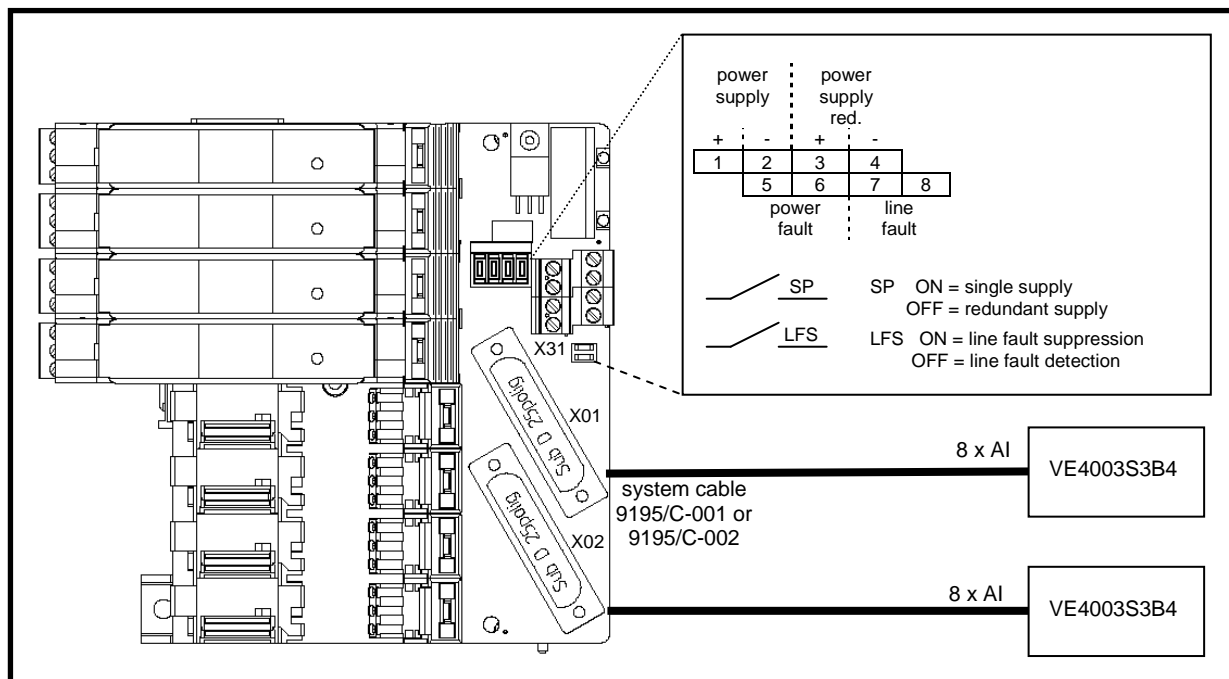 power power
supply supply
red.
+ - + -
1 2 3 4
5 6 7 8
power line
fault fault
SP SP ON = single supply
OFF = redundant supply
LFS LFS ON = line fault suppression
OFF = line fault detection
X31
X01
Sub D 25polig
8 x AI
VE4003S3B4
system cable
9195/C-001 or
9195/C-002
X02
Sub D 25polig
8 x AI
VE4003S3B4